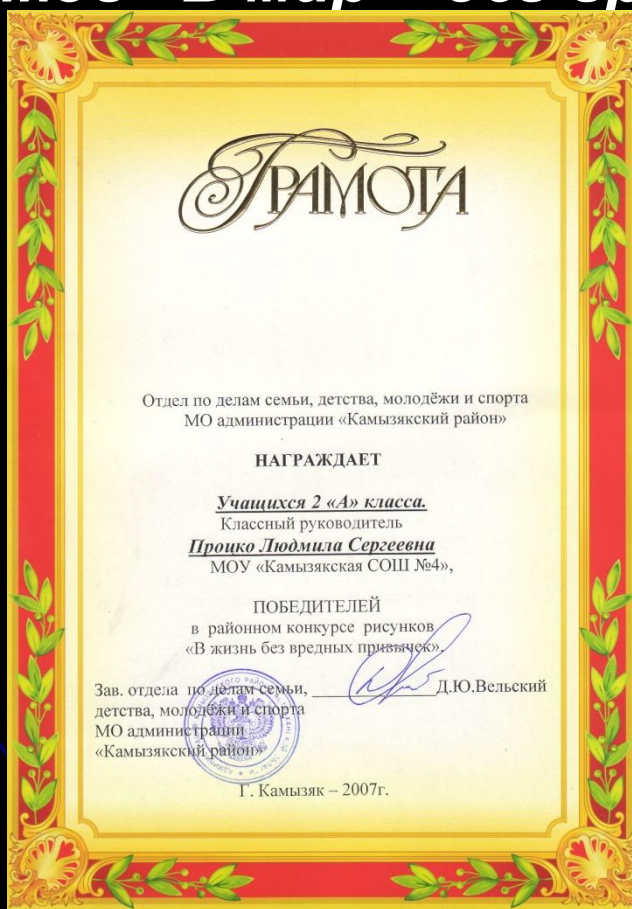 ГРАМОТА
Отдел по делам семьи, детства, молодёжи и спорта
МО администрации «Камызякский район»
НАГРАЖДАЕТ
Учащихся 2 «А» класса.
Классный руководитель
Процко Людмила Сергеевна
МОУ «Камызякская СОШ №4»,
ПОБЕДИТЕЛЕЙ
в районном конкурсе рисунков
«В жизнь без вредных привычек».
Зав. отдела по делам семьи, Д.Ю.Вельский
детства, молодёжи и спорта
МО администрации
«Камызякский район»
Г. Камызяк – 2007г.